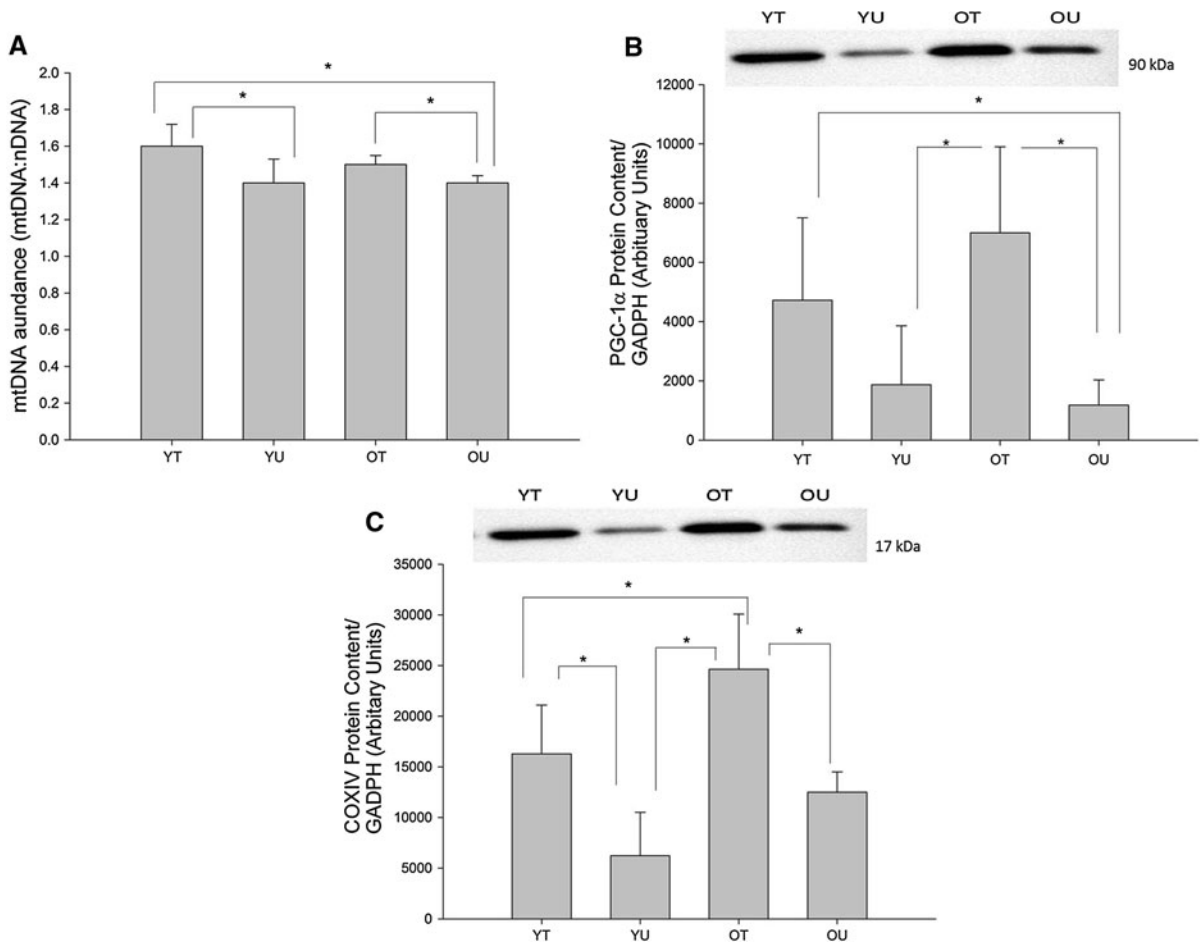 A
2.0
1.8
1.6
1.4
1.2
1.0
0.8
0.6
0.4
0.2
0.0
mtDNA aundance (mtDNA:nDNA)
*
*
*
YT YU OT OU
B
YT YU OT OU
90 kDa
12000
10000
8000
6000
4000
2000
0
PGC-1α Protein Content/
GADPH (Arbituary Units)
*
*
*
YT YU OT OU
C
YT YU OT OU
17 kDa
35000
30000
25000
20000
15000
10000
5000
0
COXIV Protein Content/
GADPH (Arbitary Units)
*
*
*
*
YT YU OT OU